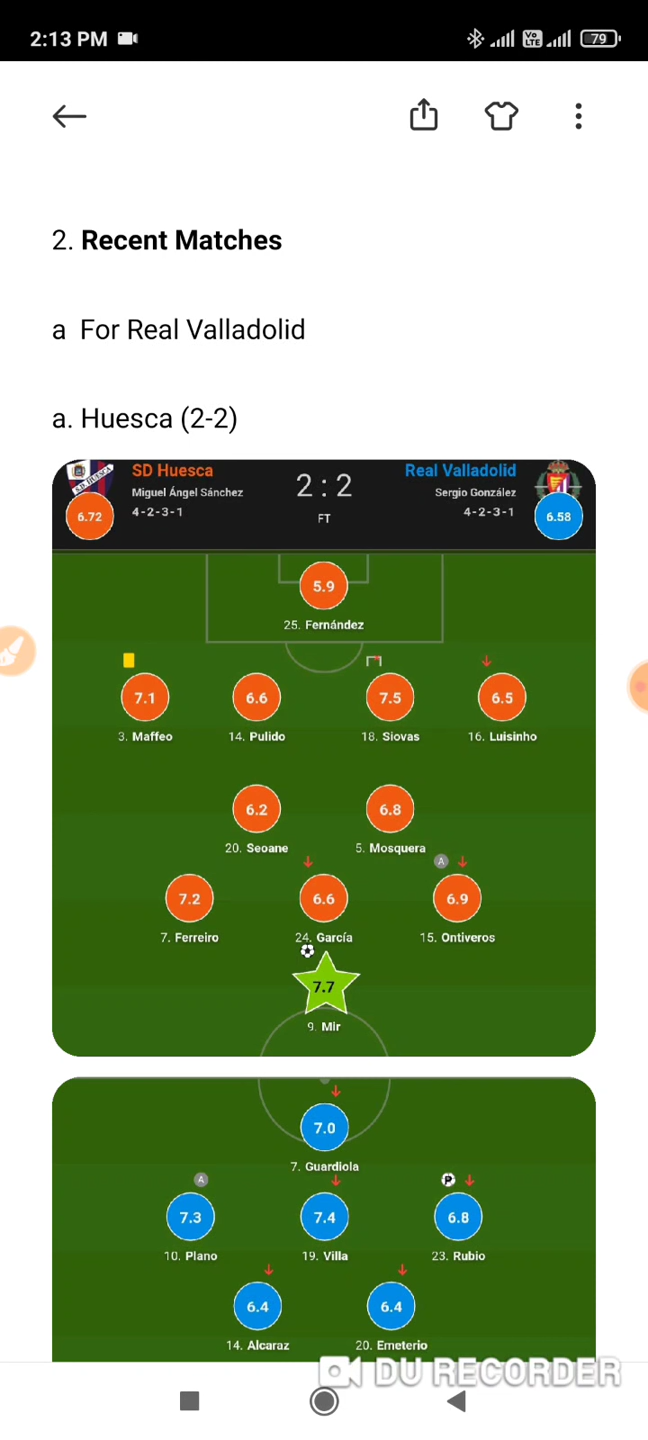 2:13 PM
Vo LTE 79
2. Recent Matches
a For Real Valladolid
a. Huesca (2-2)
SD Huesca 2 : 2 Real Valladolid
Miguel Ángel Sánchez Sergio González
6.72 4-2-3-1 FT 4-2-3-1 6.58
5.9
25. Fernández
7.1 6.6 7.5 6.5
3. Maffeo 14. Pulido 18. Siovas 16. Luisinho
6.2 6.8
20. Seoane 5. Mosquera
A
7.2 6.6 6.9
7. Ferreiro 24. García 15. Ontiveros
7.7
9. Mir
7.0
7. Guardiola
A P
7.3 7.4 6.8
10. Plano 19. Villa 23. Rubio
6.4 6.4
14. Alcaraz 20. Emeterio
DU RECORDER